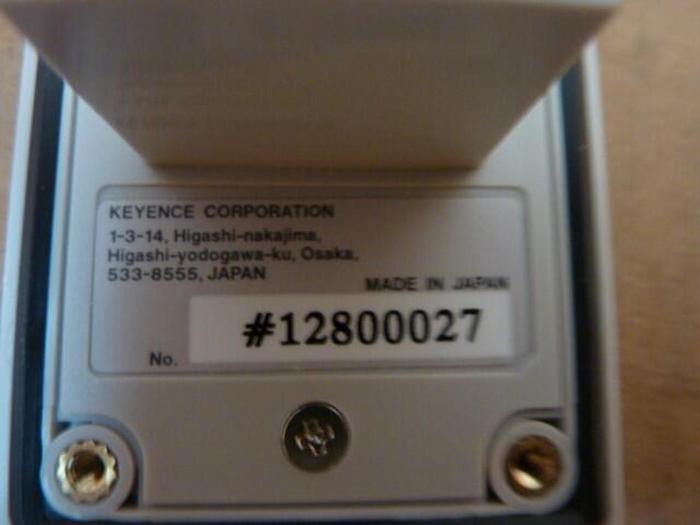 KEYENCE CORPORATION
1-3-14, Higashi-nakajima,
Higashi-yodogawa-ku, Osaka,
533-8555, JAPAN
MADE IN JAPAN
#12800027
No.